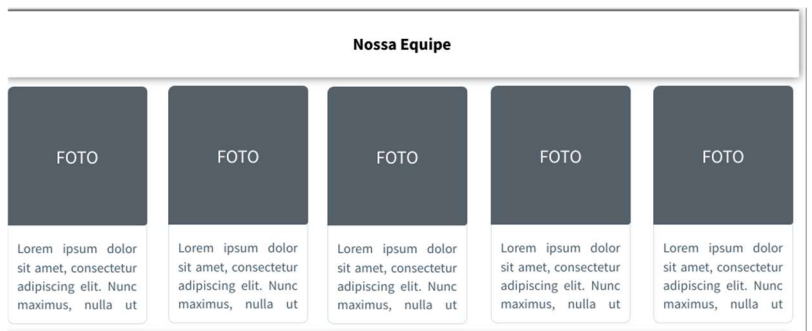 Nossa Equipe
FOTO
Lorem ipsum dolor
sit amet, consectetur
adipiscing elit. Nunc
maximus, nulla ut
FOTO
Lorem ipsum dolor
sit amet, consectetur
adipiscing elit. Nunc
maximus, nulla ut
FOTO
Lorem ipsum dolor
sit amet, consectetur
adipiscing elit. Nunc
maximus, nulla ut
FOTO
Lorem ipsum dolor
sit amet, consectetur
adipiscing elit. Nunc
maximus, nulla ut
FOTO
Lorem ipsum dolor
sit amet, consectetur
adipiscing elit. Nunc
maximus, nulla ut